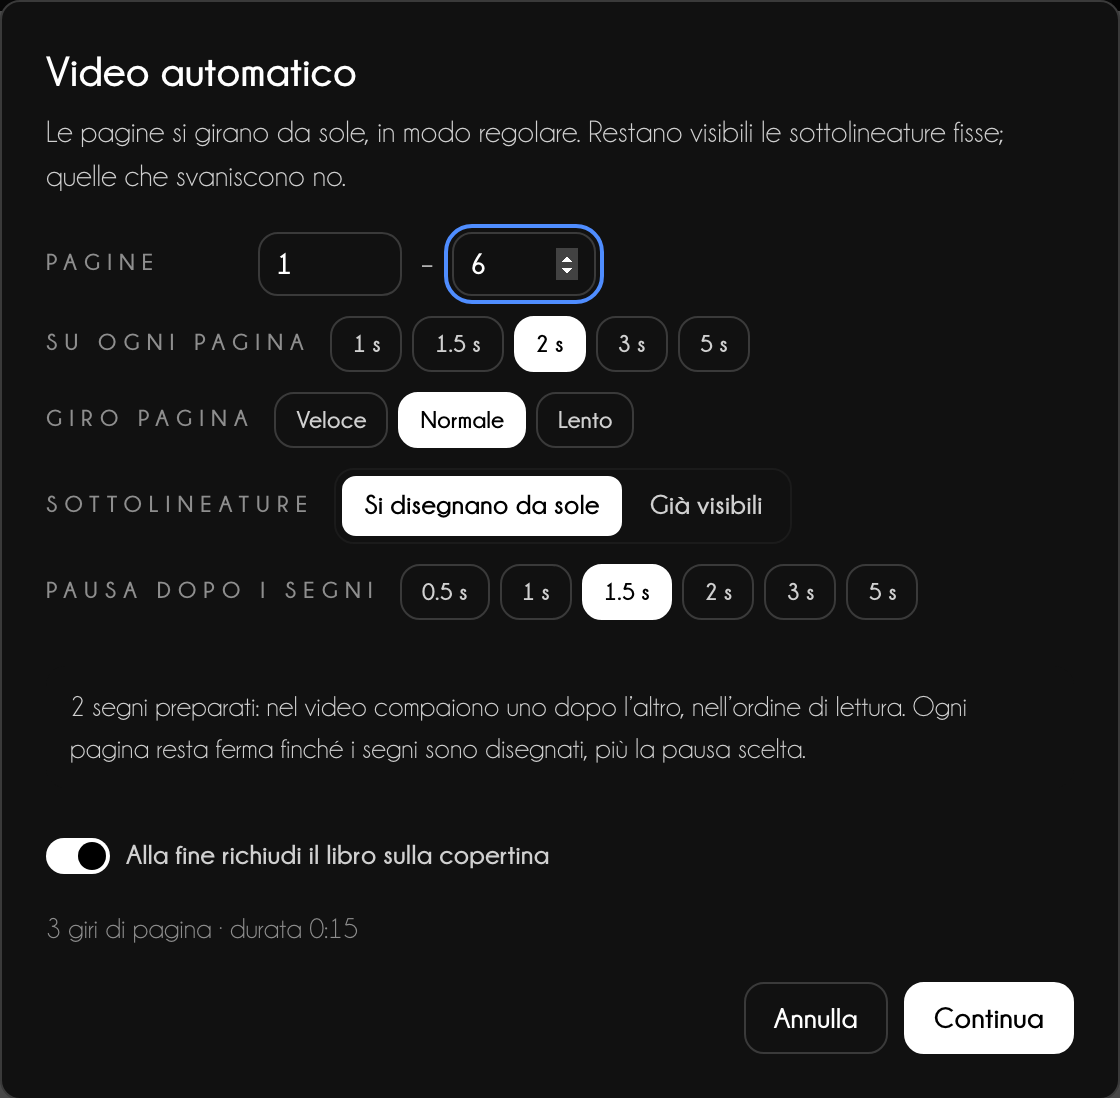 Video automatico
Le pagine si girano da sole, in modo regolare. Restano visibili le sottolineature fisse;
quelle che svaniscono no.
PAGINE 1 – 6
SU OGNI PAGINA 1 s 1.5 s 2 s 3 s 5 s
GIRO PAGINA Veloce Normale Lento
SOTTOLINEATURE Si disegnano da sole Già visibili
PAUSA DOPO I SEGNI 0.5 s 1 s 1.5 s 2 s 3 s 5 s
2 segni preparati: nel video compaiono uno dopo l’altro, nell’ordine di lettura. Ogni
pagina resta ferma finché i segni sono disegnati, più la pausa scelta.
Alla fine richiudi il libro sulla copertina
3 giri di pagina · durata 0:15
Annulla Continua